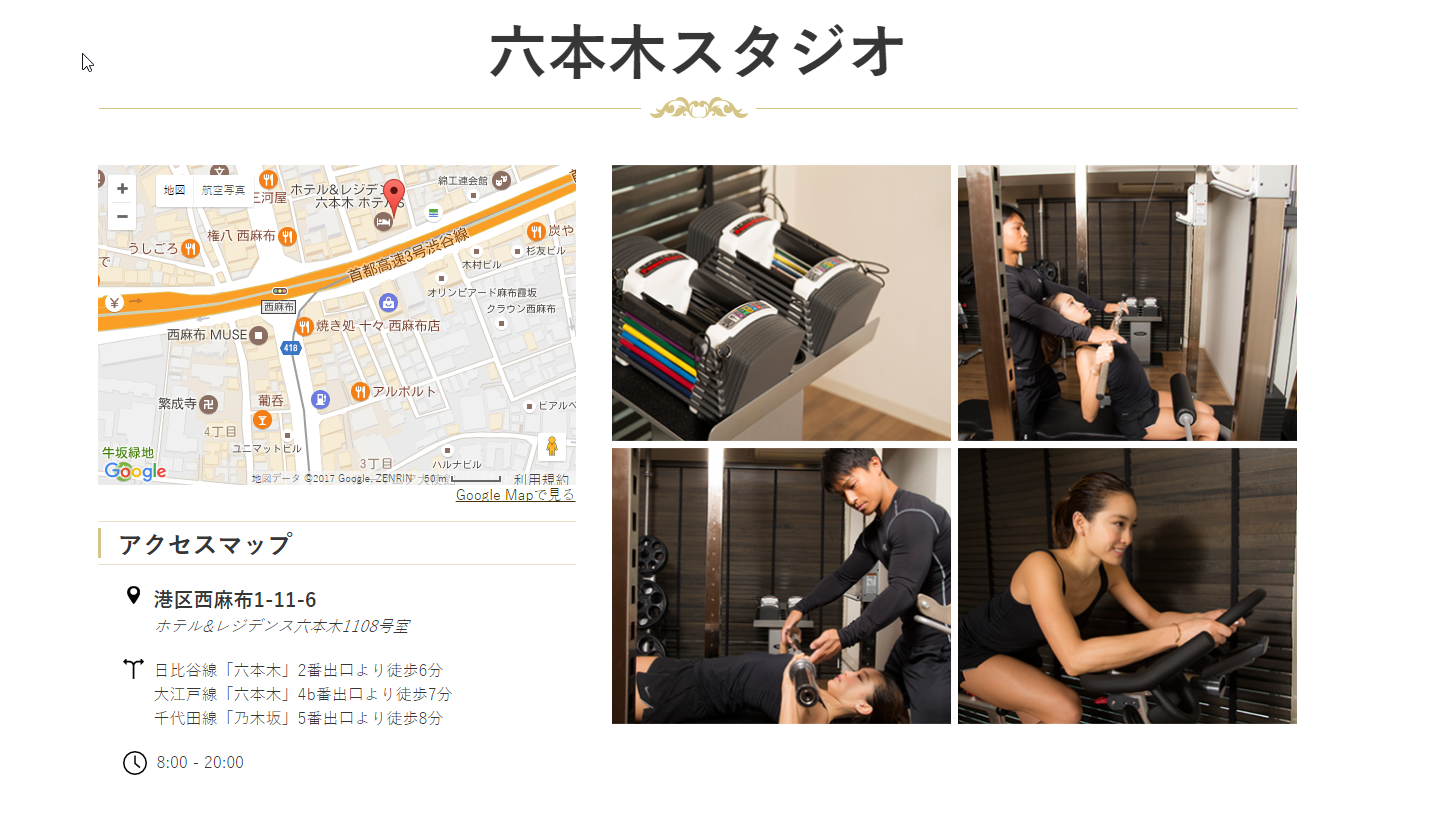 六本木スタジオ
地図
航空写真
三河屋
ホテル&レジデ
六本木 ホテルS
綿工連会館
うしごろ
権八 西麻布
で
炭や
杉友ビル
木村ビル
首都高速3号渋谷線
オリンピアード麻布霞坂
クラウン西麻布
西麻布
西麻布 MUSE
焼き処 十々 西麻布店
418
アルポルト
繁成寺
葡呑
4丁目
ビアルベ
ユニマットビル
牛坂緑地
3丁目
ハルナビル
Google
地図データ ©2017 Google, ZENRIN
50 m
利用規約
Google Mapで見る
アクセスマップ
港区西麻布1-11-6
ホテル&レジデンス六本木1108号室
日比谷線「六本木」2番出口より徒歩6分
大江戸線「六本木」4b番出口より徒歩7分
千代田線「乃木坂」5番出口より徒歩8分
8:00 - 20:00